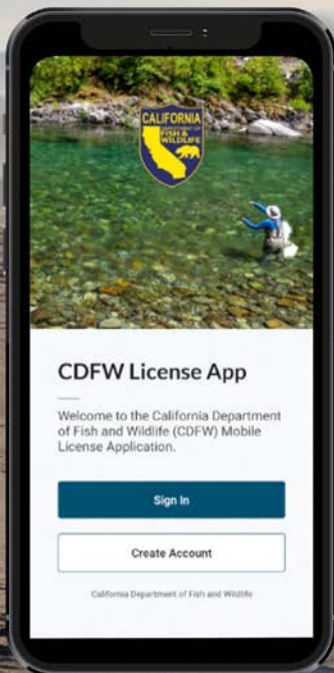 CALIFORNIA
DEPARTMENT OF
FISH &
WILDLIFE
CDFW License App
Welcome to the California Department
of Fish and Wildlife (CDFW) Mobile
License Application.
Sign In
Create Account
California Department of Fish and Wildlife